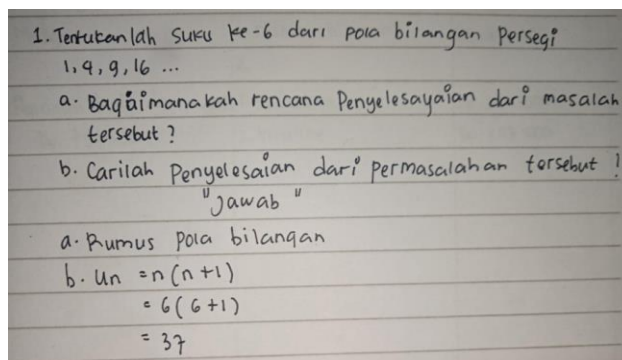 1. Tentukanlah suku ke-6 dari pola bilangan persegi
1, 4, 9, 16 ...
a. Bagaimanakah rencana Penyelesayaian dari masalah
tersebut ?
b. Carilah Penyelesaian dari permasalahan tersebut !
"Jawab"
a. Rumus pola bilangan
b. Un = n(n+1)
= 6(6+1)
= 37